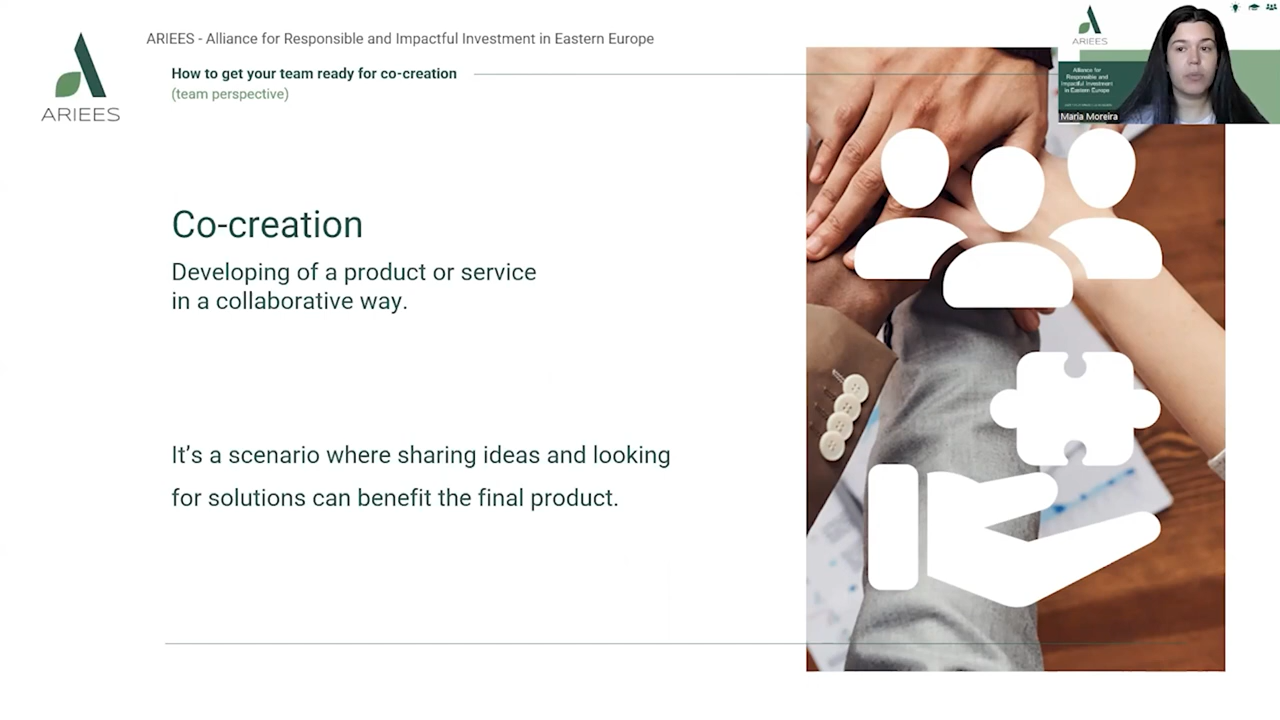 ARIEES - Alliance for Responsible and Impactful Investment in Eastern Europe
How to get your team ready for co-creation
(team perspective)
ARIEES
Co-creation
Developing of a product or service
in a collaborative way.
It's a scenario where sharing ideas and looking
for solutions can benefit the final product.
ARIEES
Alliance for
Responsible and
Impactful Investment
in Eastern Europe
Maria Moreira